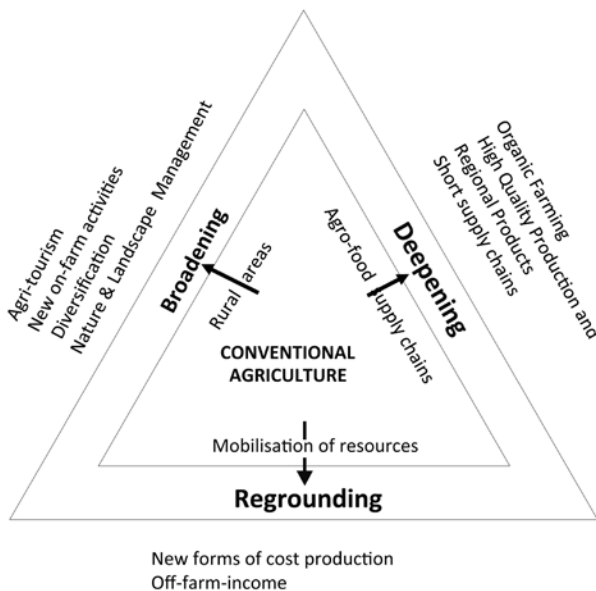 Agri-tourism
New on-farm activities
Diversification
Nature & Landscape Management
Broadening
Rural areas
Organic Farming
High Quality Production and
Regional Products
Short supply chains
Deepening
Agro-food supply chains
CONVENTIONAL
AGRICULTURE
Mobilisation of resources
Regrounding
New forms of cost production
Off-farm-income